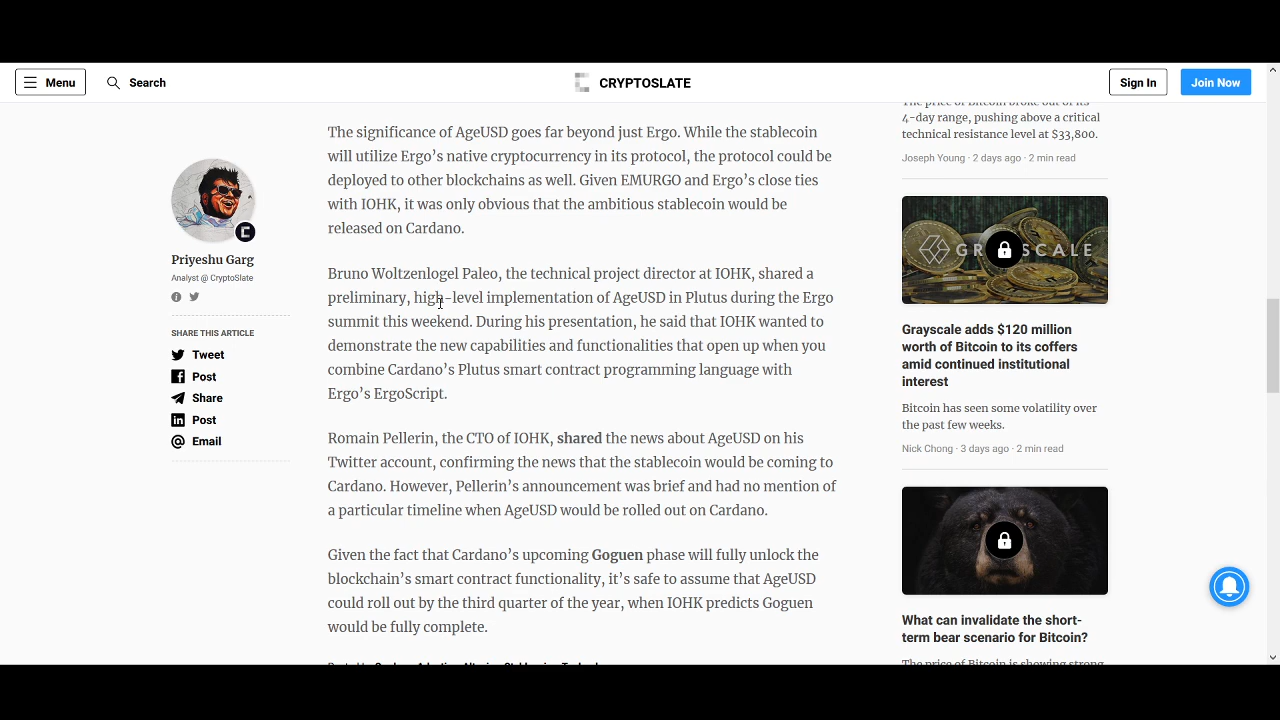 Menu
Search
CRYPTOSLATE
Sign In
Join Now
Priyeshu Garg
Analyst @ CryptoSlate
SHARE THIS ARTICLE
Tweet
Post
Share
Post
Email
The significance of AgeUSD goes far beyond just Ergo. While the stablecoin
will utilize Ergo’s native cryptocurrency in its protocol, the protocol could be
deployed to other blockchains as well. Given EMURGO and Ergo’s close ties
with IOHK, it was only obvious that the ambitious stablecoin would be
released on Cardano.
Bruno Woltzenlogel Paleo, the technical project director at IOHK, shared a
preliminary, high-level implementation of AgeUSD in Plutus during the Ergo
summit this weekend. During his presentation, he said that IOHK wanted to
demonstrate the new capabilities and functionalities that open up when you
combine Cardano’s Plutus smart contract programming language with
Ergo’s ErgoScript.
Romain Pellerin, the CTO of IOHK, shared the news about AgeUSD on his
Twitter account, confirming the news that the stablecoin would be coming to
Cardano. However, Pellerin’s announcement was brief and had no mention of
a particular timeline when AgeUSD would be rolled out on Cardano.
Given the fact that Cardano’s upcoming Goguen phase will fully unlock the
blockchain’s smart contract functionality, it’s safe to assume that AgeUSD
could roll out by the third quarter of the year, when IOHK predicts Goguen
would be fully complete.
The price of Bitcoin broke out of its
4-day range, pushing above a critical
technical resistance level at $33,800.
Joseph Young · 2 days ago · 2 min read
GR SCALE
Grayscale adds $120 million
worth of Bitcoin to its coffers
amid continued institutional
interest
Bitcoin has seen some volatility over
the past few weeks.
Nick Chong · 3 days ago · 2 min read
What can invalidate the short-
term bear scenario for Bitcoin?
The price of Bitcoin is showing strong